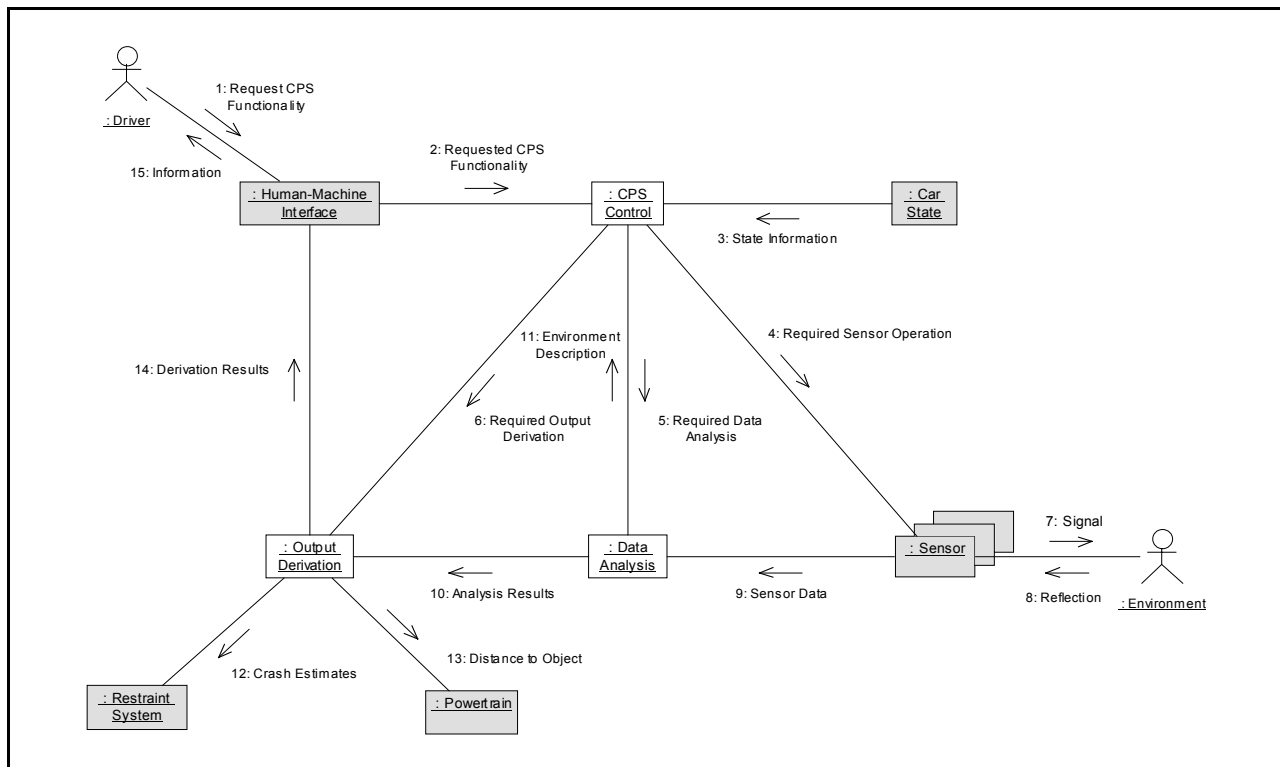 1: Request CPS
Functionality
: Driver
15: Information
2: Requested CPS
Functionality
: Human-Machine
Interface
: CPS
Control
: Car
State
3: State Information
11: Environment
Description
4: Required Sensor Operation
14: Derivation Results
6: Required Output
Derivation
5: Required Data
Analysis
: Output
Derivation
: Data
Analysis
: Sensor
7: Signal
10: Analysis Results
9: Sensor Data
8: Reflection
: Environment
12: Crash Estimates
13: Distance to Object
: Restraint
System
: Powertrain